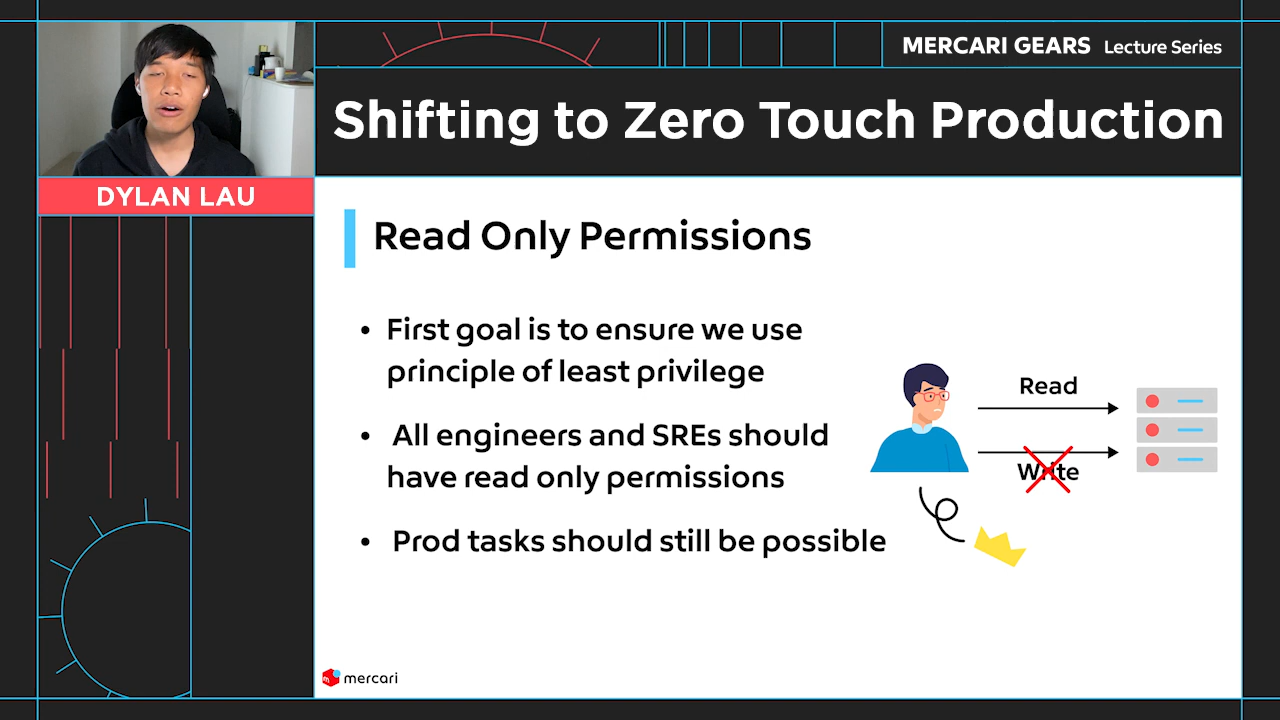 MERCARI GEARS Lecture Series
Shifting to Zero Touch Production
DYLAN LAU
Read Only Permissions
• First goal is to ensure we use
principle of least privilege
• All engineers and SREs should
have read only permissions
• Prod tasks should still be possible
Read
Write
mercari